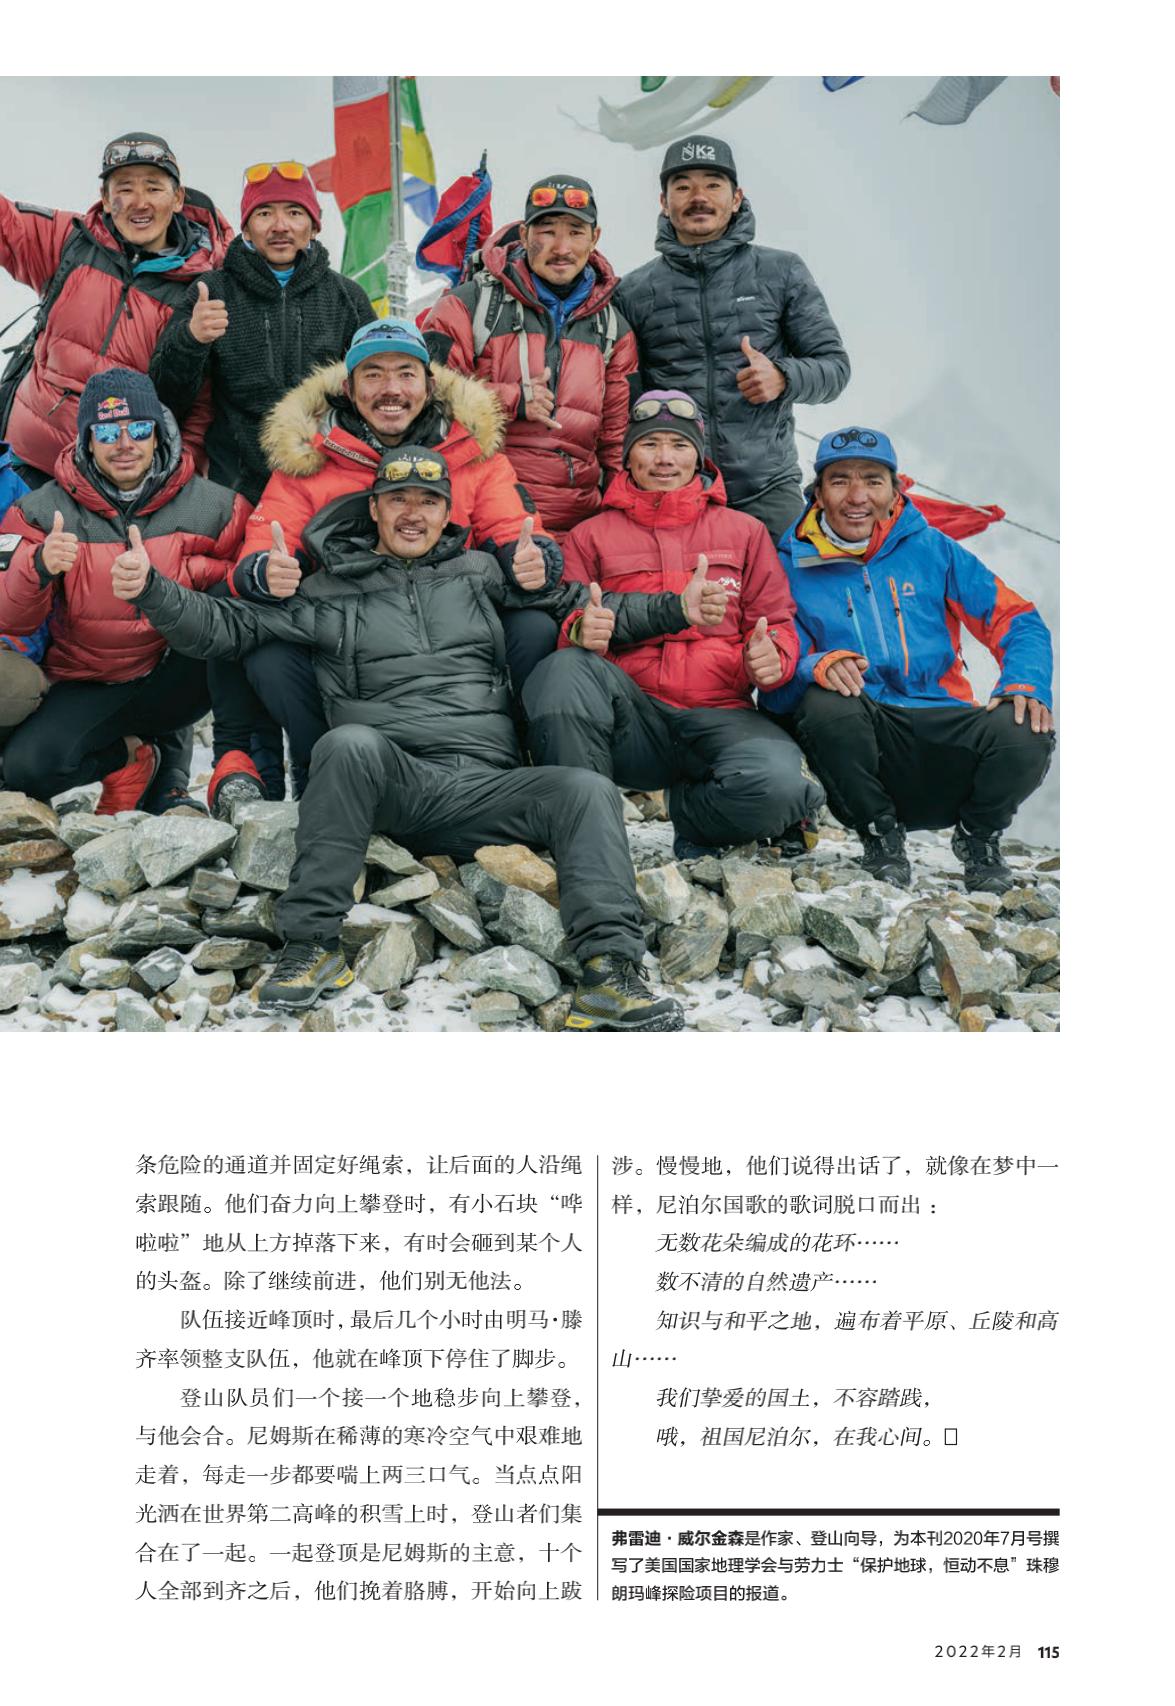 K2
Red Bull
条危险的通道并固定好绳索，让后面的人沿绳
索跟随。他们奋力向上攀登时，有小石块“哗
啦啦”地从上方掉落下来，有时会砸到某个人
的头盔。除了继续前进，他们别无他法。
队伍接近峰顶时，最后几个小时由明马·滕
齐率领整支队伍，他就在峰顶下停住了脚步。
登山队员们一个接一个地稳步向上攀登，
与他会合。尼姆斯在稀薄的寒冷空气中艰难地
走着，每走一步都要喘上两三口气。当点点阳
光洒在世界第二高峰的积雪上时，登山者们集
合在了一起。一起登顶是尼姆斯的主意，十个
人全部到齐之后，他们挽着胳膊，开始向上跋
涉。慢慢地，他们说得出话了，就像在梦中一
样，尼泊尔国歌的歌词脱口而出：
无数花朵编成的花环……
数不清的自然遗产……
知识与和平之地，遍布着平原、丘陵和高
山……
我们挚爱的国土，不容踏践，
哦，祖国尼泊尔，在我心间。□
弗雷迪·威尔金森是作家、登山向导，为本刊2020年7月号撰
写了美国国家地理学会与劳力士“保护地球，恒动不息”珠穆
朗玛峰探险项目的报道。
2022年2月 115